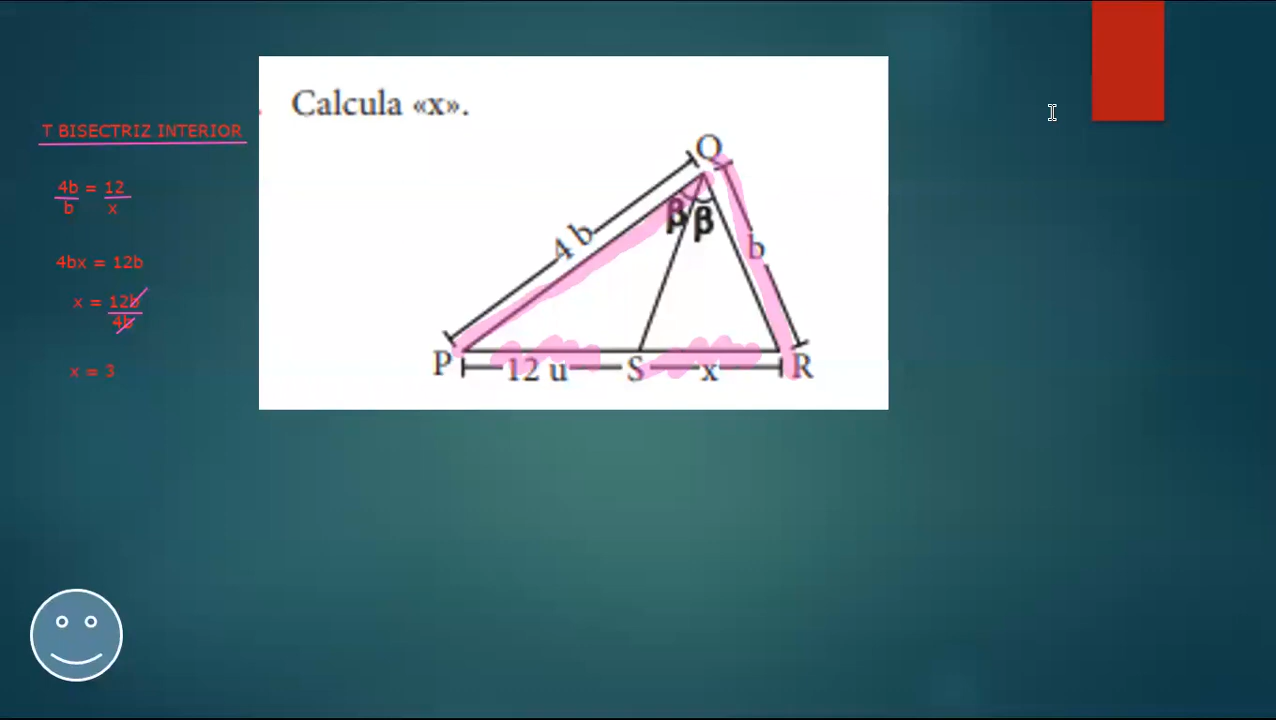 Calcula «x».
T BISECTRIZ INTERIOR
4b = 12
b x
4bx = 12b
x = 12b
4b
x = 3
Q
β β
4 b
b
P 12 u S x R